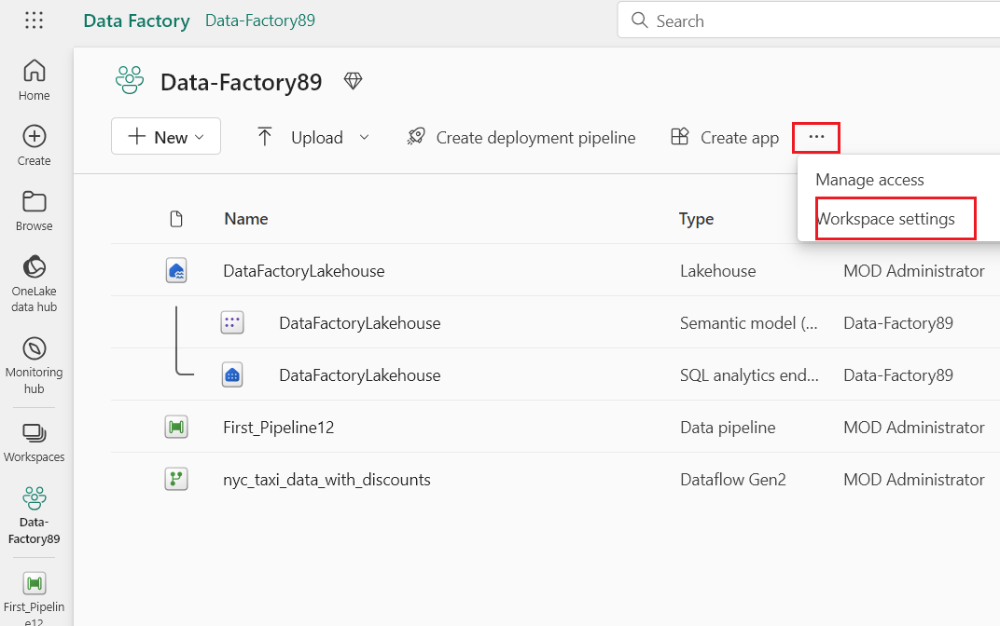 Data Factory Data-Factory89
Search
Home
Create
Browse
OneLake
data hub
Monitoring
hub
Workspaces
Data-
Factory89
First_Pipelin
e12
Data-Factory89
New
Upload
Create deployment pipeline
Create app
...
Manage access
Workspace settings
Name Type
DataFactoryLakehouse Lakehouse MOD Administrator
DataFactoryLakehouse Semantic model (... Data-Factory89
DataFactoryLakehouse SQL analytics end... Data-Factory89
First_Pipeline12 Data pipeline MOD Administrator
nyc_taxi_data_with_discounts Dataflow Gen2 MOD Administrator